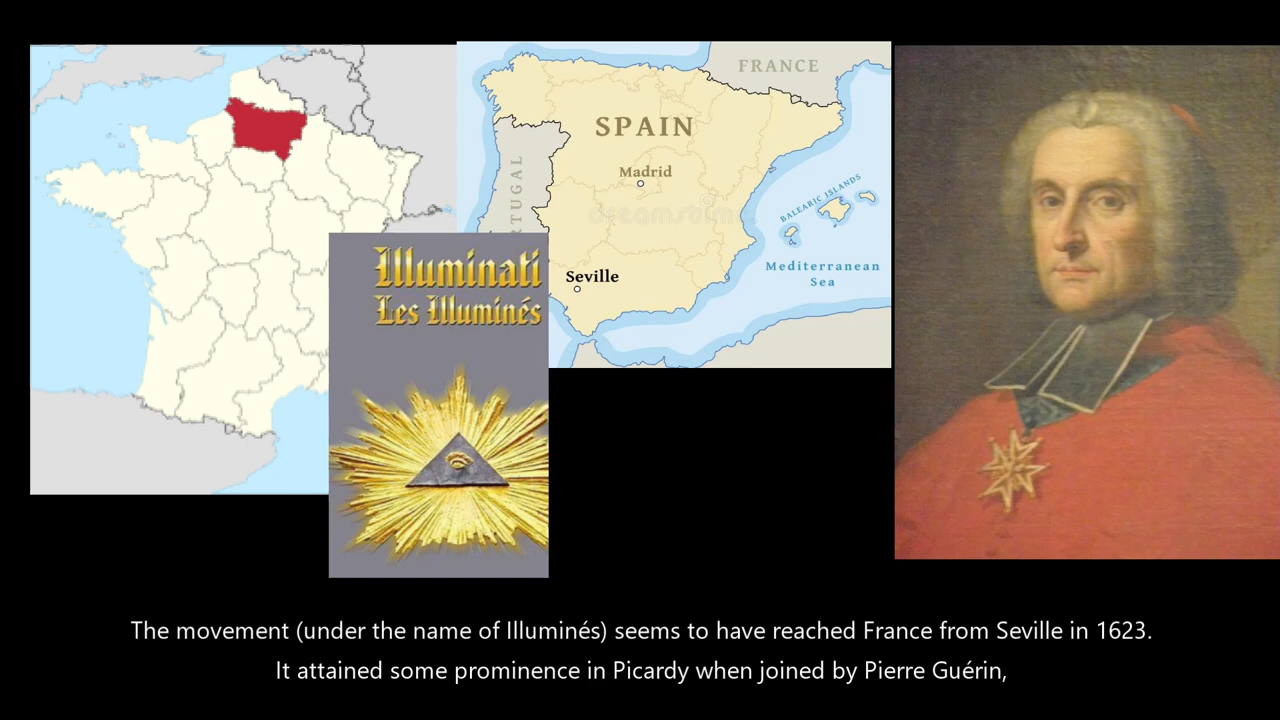 FRANCE
SPAIN
Madrid
TUGAL
dreamstime
BALEARIC ISLANDS
Mediterranean
Sea
Seville
Illuminati
Les Illuminés
The movement (under the name of Illuminés) seems to have reached France from Seville in 1623.
It attained some prominence in Picardy when joined by Pierre Guérin,